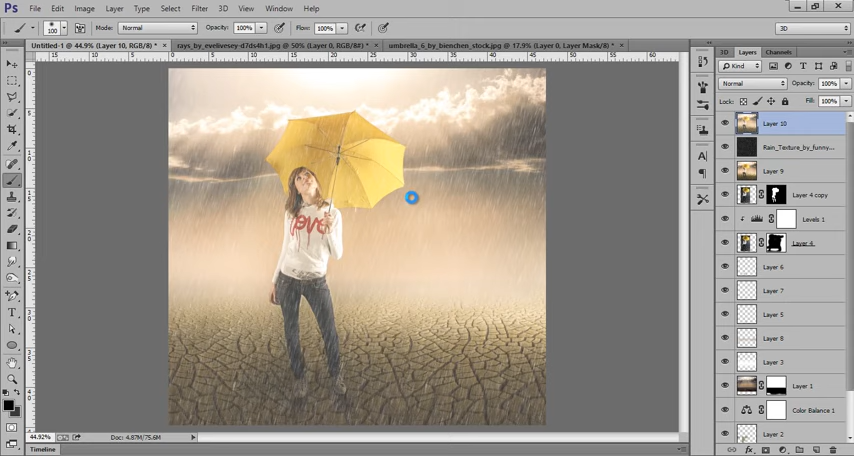 Ps File Edit Image Layer Type Select Filter 3D View Window Help
100 Mode: Normal Opacity: 100% Flow: 100% 3D
Untitled-1 @ 44.9% (Layer 10, RGB/8) * × rays_by_evelivesey-d7ds4h1.jpg @ 50% (Layer 0, RGB/8#) * × umbrella_6_by_bienchen_stock.jpg @ 17.9% (Layer 0, Layer Mask/8) * ×
3D Layers Channels
Kind
Normal Opacity: 100%
Lock: Fill: 100%
Layer 10
Rain_Texture_by_funny...
Layer 9
Layer 4 copy
Levels 1
Layer 4
Layer 6
Layer 7
Layer 5
Layer 8
Layer 3
Layer 1
Color Balance 1
Layer 2
love
44.92% Doc: 4.87M/75.6M
Timeline